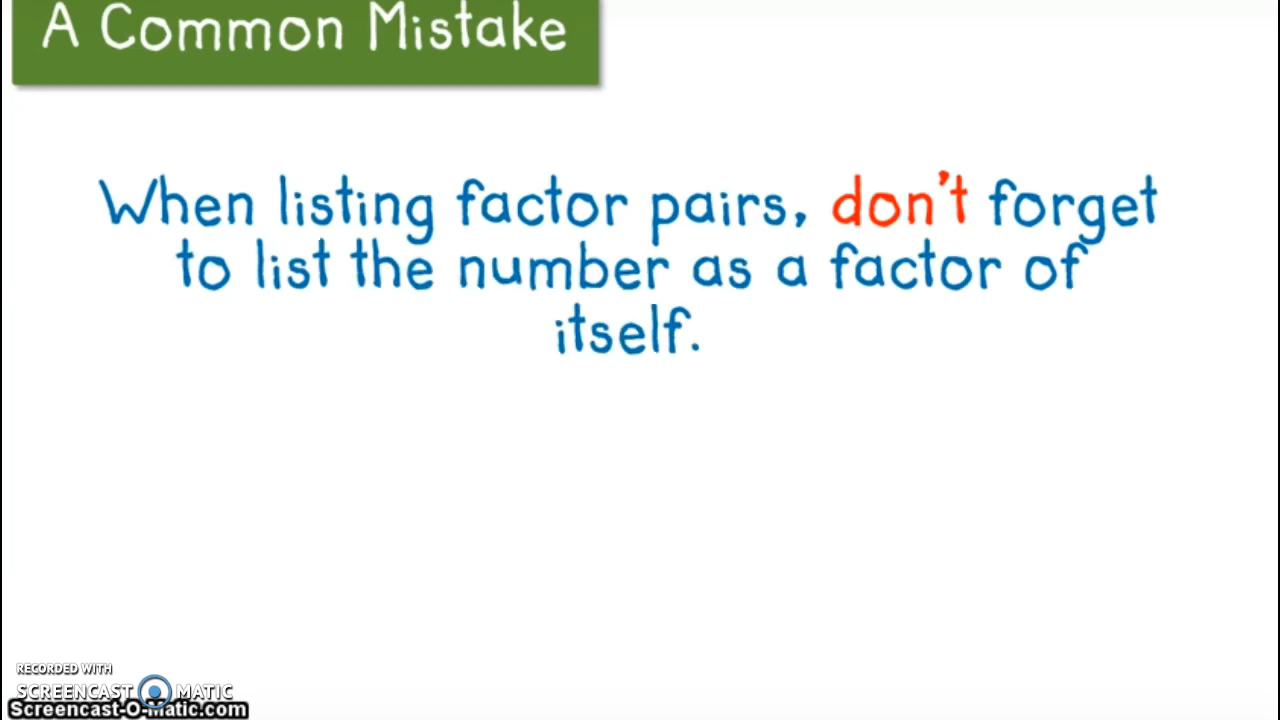 A Common Mistake
When listing factor pairs, don't forget
to list the number as a factor of
itself.
RECORDED WITH
SCREENCAST MATIC
Screencast-O-Matic.com